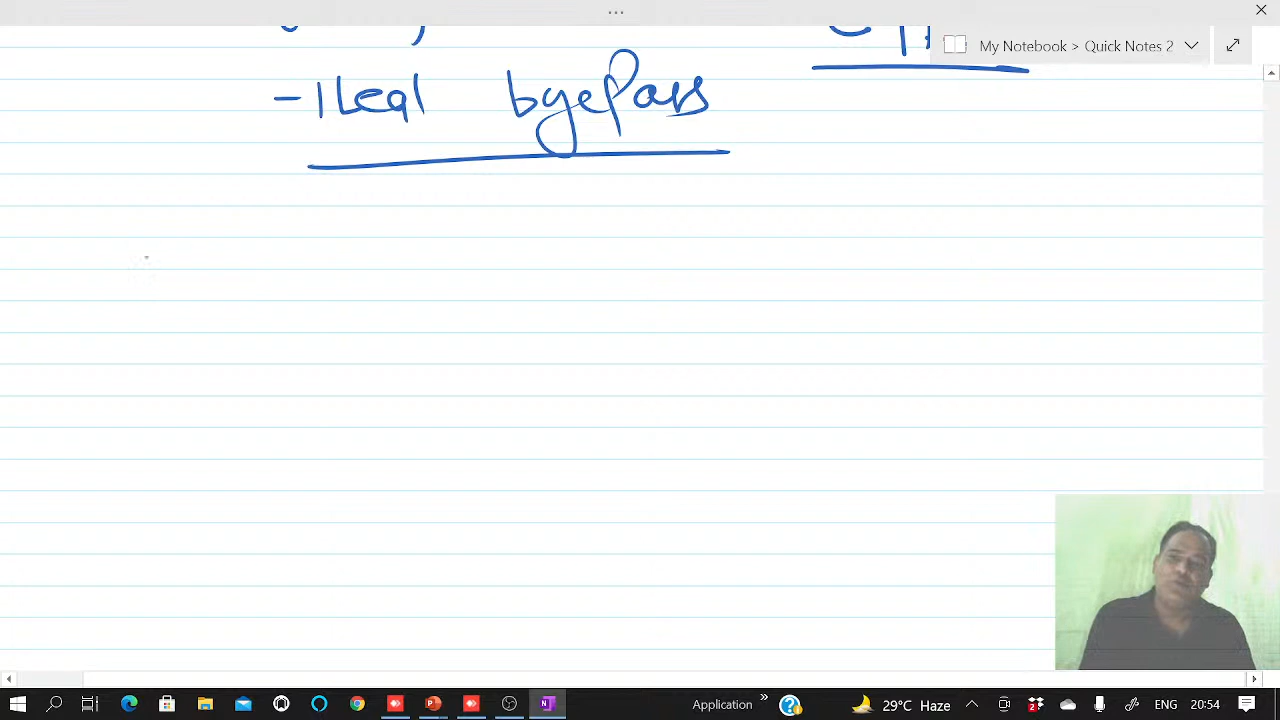 ...
My Notebook > Quick Notes 2
- Ileal byePass
Application
»
29°C Haze
ENG
20:54